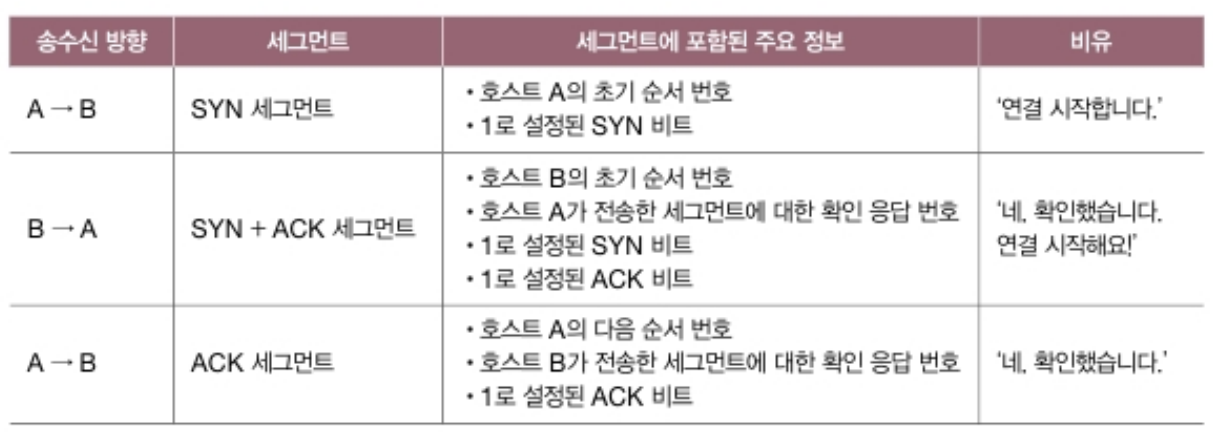 송수신 방향 세그먼트 세그먼트에 포함된 주요 정보 비유
A → B SYN 세그먼트
• 호스트 A의 초기 순서 번호
• 1로 설정된 SYN 비트
‘연결 시작합니다.’
B → A SYN + ACK 세그먼트
• 호스트 B의 초기 순서 번호
• 호스트 A가 전송한 세그먼트에 대한 확인 응답 번호
• 1로 설정된 SYN 비트
• 1로 설정된 ACK 비트
‘네, 확인했습니다.
연결 시작해요!’
A → B ACK 세그먼트
• 호스트 A의 다음 순서 번호
• 호스트 B가 전송한 세그먼트에 대한 확인 응답 번호
• 1로 설정된 ACK 비트
‘네, 확인했습니다.’